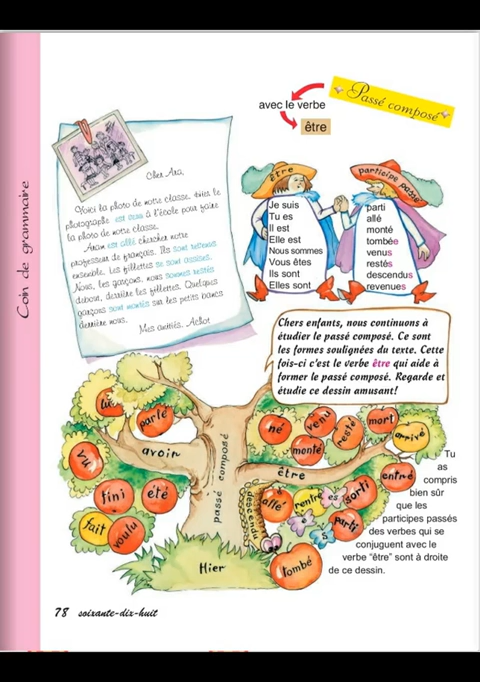 Coin de grammaire
Passé composé
avec le verbe
être
Cher Ara,
Voici la photo de notre classe. Hier le
photographe est venu à l'école pour faire
la photo de notre classe.
Aram est allé chercher notre
professeur de français. Ils sont revenus
ensemble. Les fillettes se sont assises.
Nous, les garçons, nous sommes restés
debout, derrière les fillettes. Quelques
garçons sont montés sur les petits bancs
derrière nous.
Mes amitiés. Achot
être
participe passé
Je suis
Tu es
Il est
Elle est
Nous sommes
Vous êtes
Ils sont
Elles sont
parti
allé
monté
tombée
venus
restés
descendus
revenues
Chers enfants, nous continuons à
étudier le passé composé. Ce sont
les formes soulignées du texte. Cette
fois-ci c'est le verbe être qui aide à
former le passé composé. Regarde et
étudie ce dessin amusant!
lu
parlé
vu
avoir
fini
été
fait
voulu
passé composé
Hier
être
né
venu
monté
resté
mort
arrivé
entré
allé
rentré
es
sorti
descendu
e
s
parti
tombé
Tu
as
compris
bien sûr
que les
participes passés
des verbes qui se
conjuguent avec le
verbe "être" sont à droite
de ce dessin.
78 soixante-dix-huit